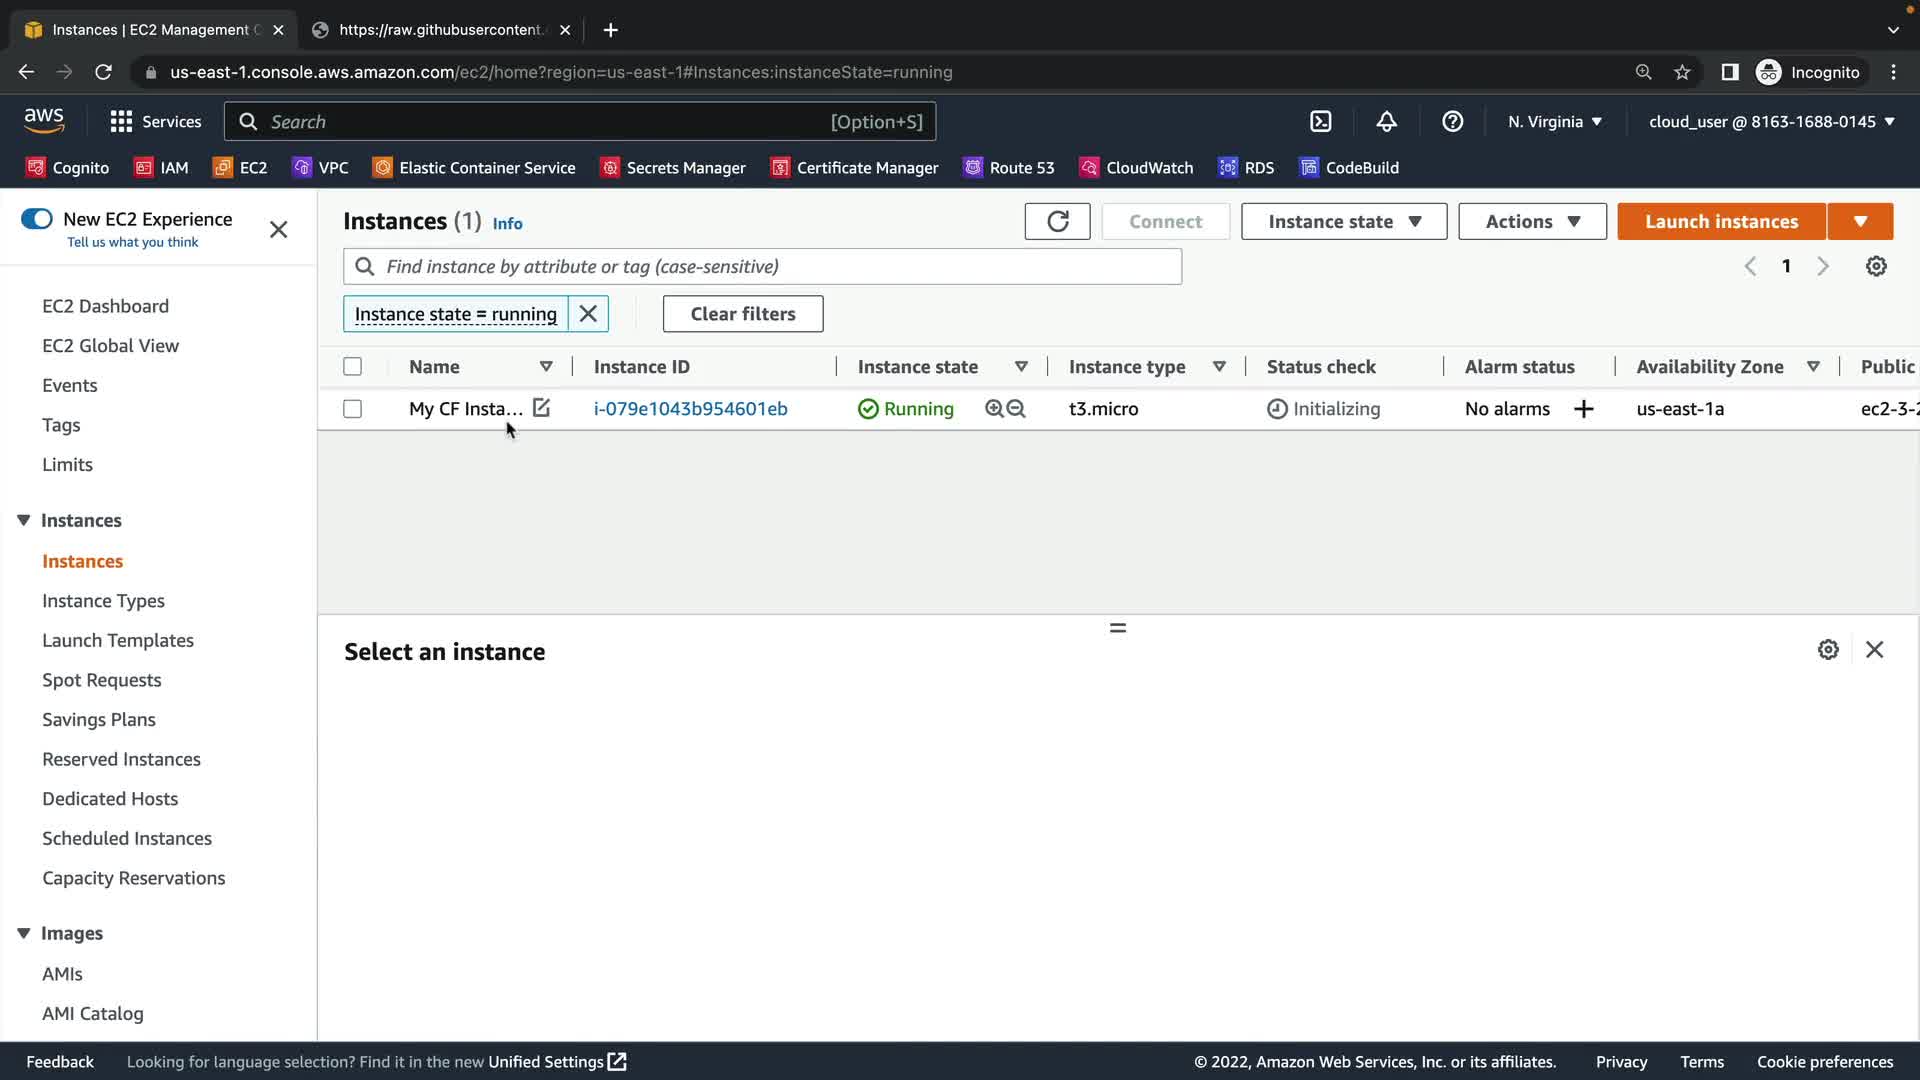 Instances | EC2 Management C
https://raw.githubusercontent.
us-east-1.console.aws.amazon.com/ec2/home?region=us-east-1#Instances:instanceState=running
Incognito
aws
Services
Search
[Option+S]
N. Virginia
cloud_user @ 8163-1688-0145
Cognito
IAM
EC2
VPC
Elastic Container Service
Secrets Manager
Certificate Manager
Route 53
CloudWatch
RDS
CodeBuild
New EC2 Experience
Tell us what you think
EC2 Dashboard
EC2 Global View
Events
Tags
Limits
Instances
Instances
Instance Types
Launch Templates
Spot Requests
Savings Plans
Reserved Instances
Dedicated Hosts
Scheduled Instances
Capacity Reservations
Images
AMIs
AMI Catalog
Instances (1) Info
Connect
Instance state
Actions
Launch instances
Find instance by attribute or tag (case-sensitive)
1
Instance state = running
Clear filters
Name Instance ID Instance state Instance type Status check Alarm status Availability Zone Public
My CF Insta... i-079e1043b954601eb Running t3.micro Initializing No alarms us-east-1a ec2-3-2
Select an instance
Feedback
Looking for language selection? Find it in the new Unified Settings
© 2022, Amazon Web Services, Inc. or its affiliates.
Privacy
Terms
Cookie preferences